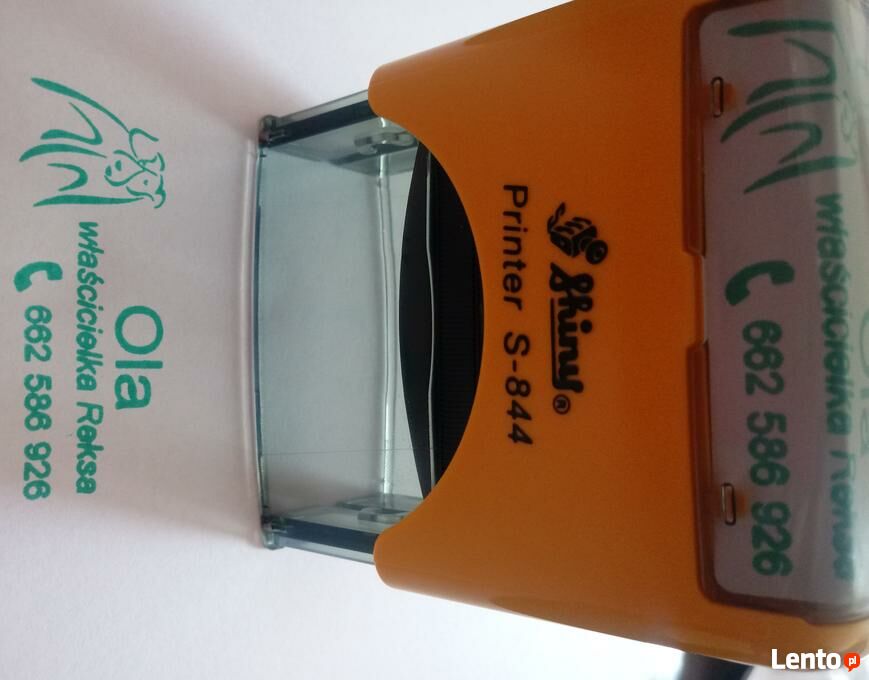 Ola
właścicielka Reksa
662 586 926
Shiny®
Printer S-844
właścicielka Reksa
662 586 926
Lento pl